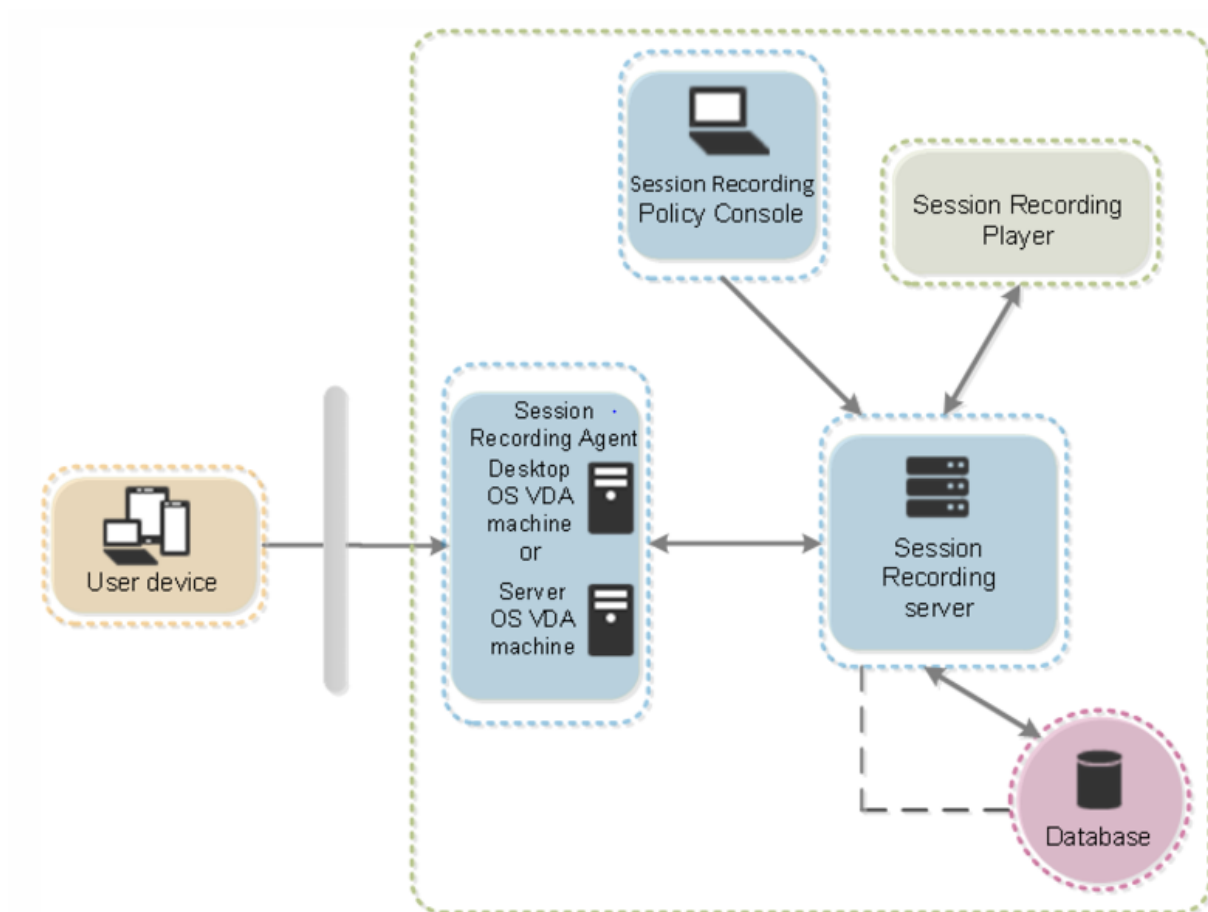 Session Recording
Policy Console
Session Recording
Player
Session
Recording Agent
Desktop
OS VDA
machine
or
Server
OS VDA
machine
User device
Session
Recording
server
Database